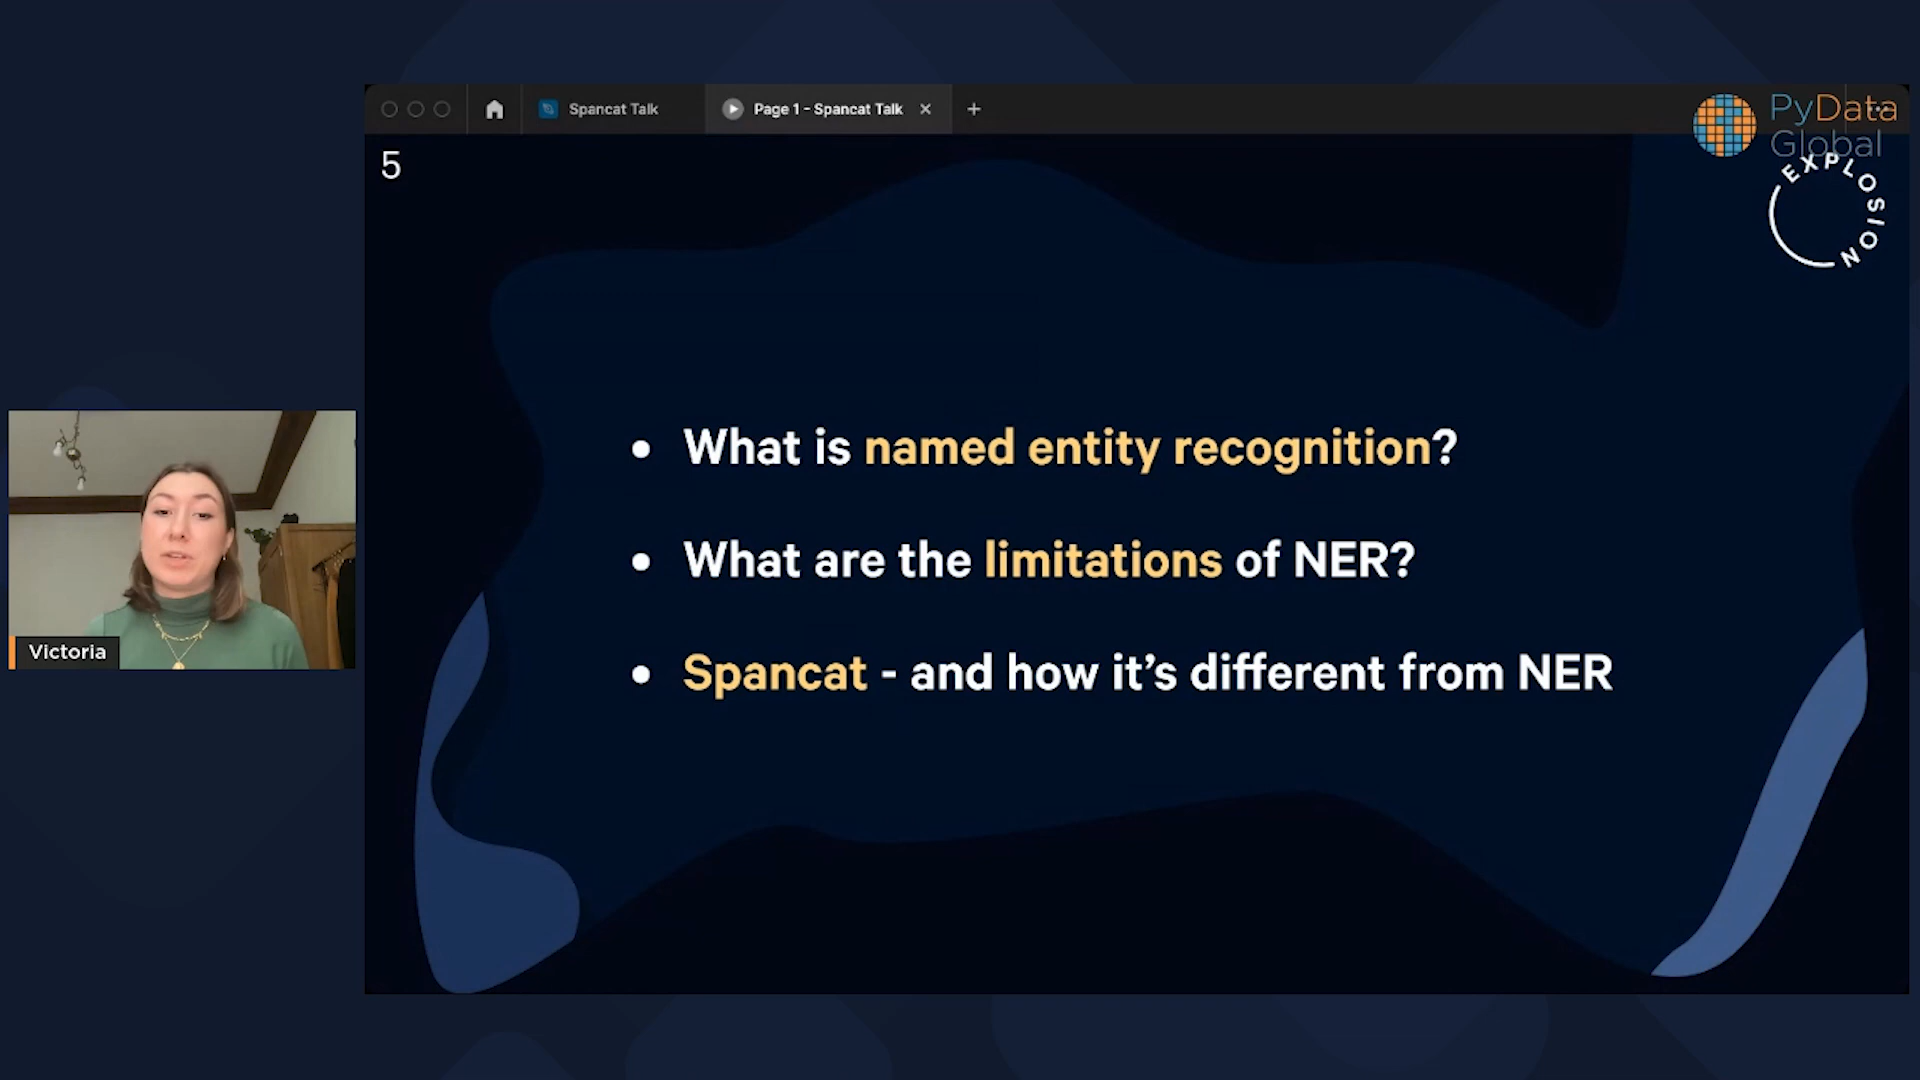 Spancat Talk
Page 1 - Spancat Talk
PyData
Global
5
EXPLOSION
What is named entity recognition?
What are the limitations of NER?
Spancat - and how it's different from NER
Victoria